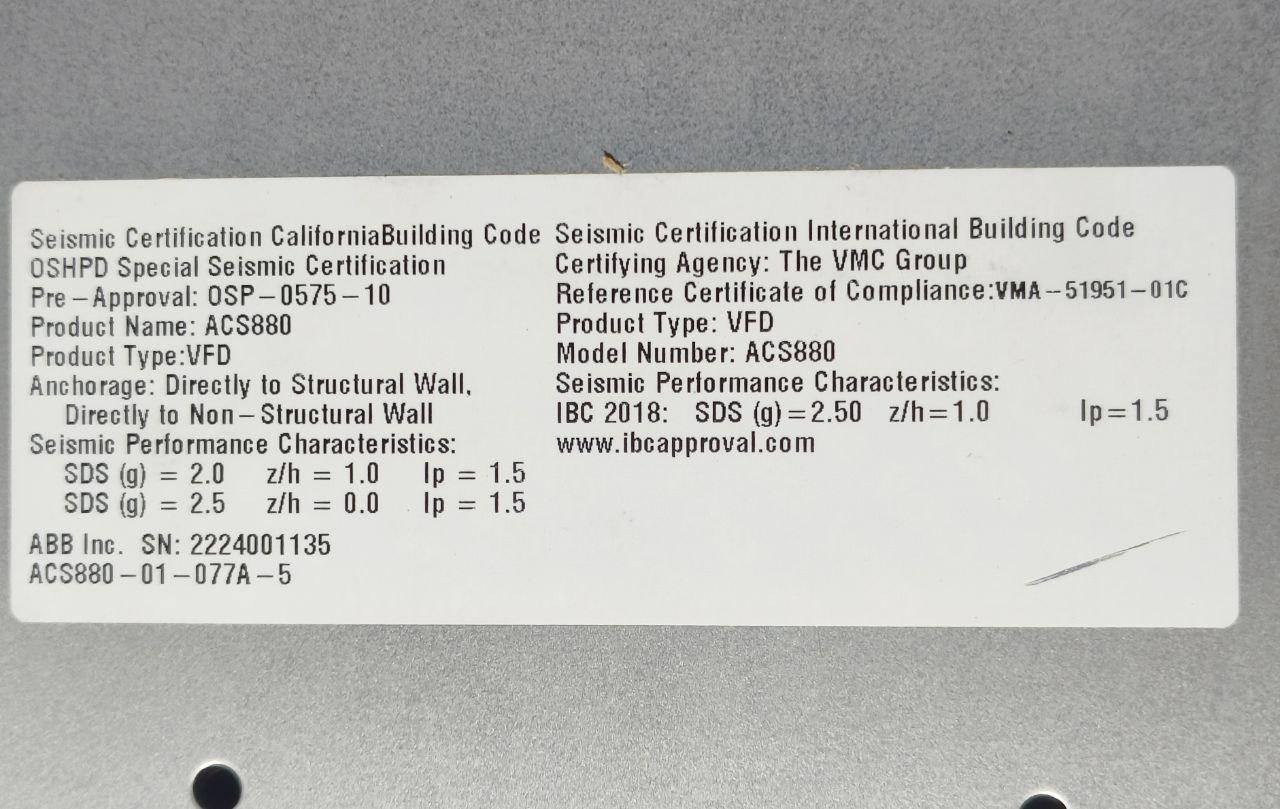 Seismic Certification CaliforniaBuilding Code
OSHPD Special Seismic Certification
Pre-Approval: OSP-0575-10
Product Name: ACS880
Product Type:VFD
Anchorage: Directly to Structural Wall,
Directly to Non-Structural Wall
Seismic Performance Characteristics:
SDS (g) = 2.0 z/h = 1.0 Ip = 1.5
SDS (g) = 2.5 z/h = 0.0 Ip = 1.5
ABB Inc. SN: 2224001135
ACS880-01-077A-5
Seismic Certification International Building Code
Certifying Agency: The VMC Group
Reference Certificate of Compliance:VMA-51951-01C
Product Type: VFD
Model Number: ACS880
Seismic Performance Characteristics:
IBC 2018: SDS (g)=2.50 z/h=1.0 Ip=1.5
www.ibcapproval.com